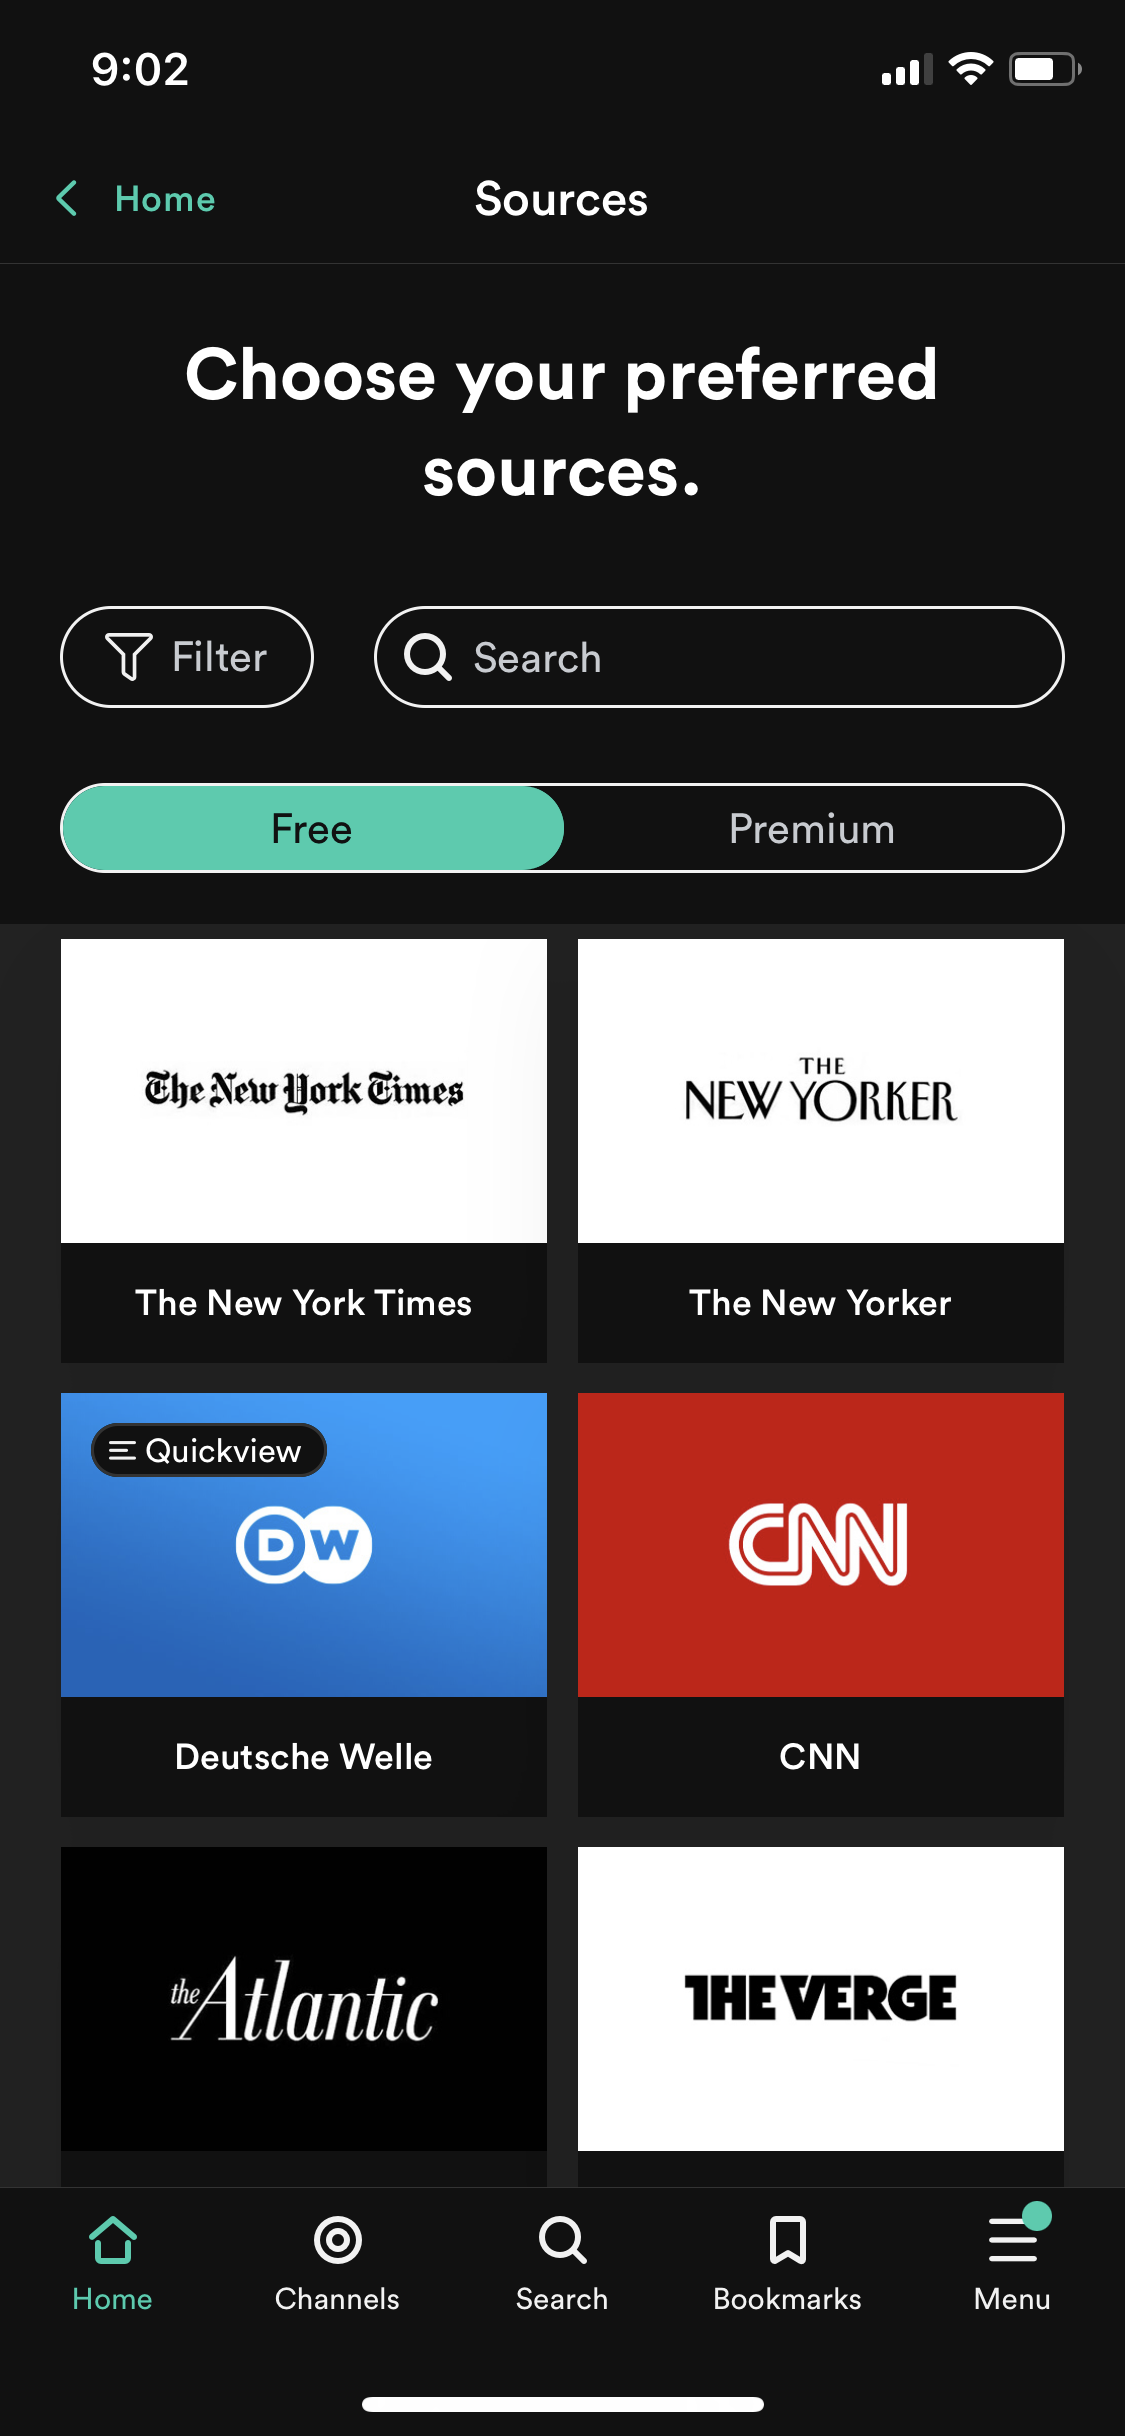 9:02
Home
Sources
Choose your preferred
sources.
Filter
Search
Free
Premium
The New York Times
THE
NEW YORKER
The New York Times
The New Yorker
Quickview
DW
CNN
Deutsche Welle
CNN
the Atlantic
THE VERGE
Home
Channels
Search
Bookmarks
Menu